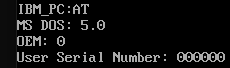 IBM_PC:AT
MS DOS: 5.0
OEM: 0
User Serial Number: 000000